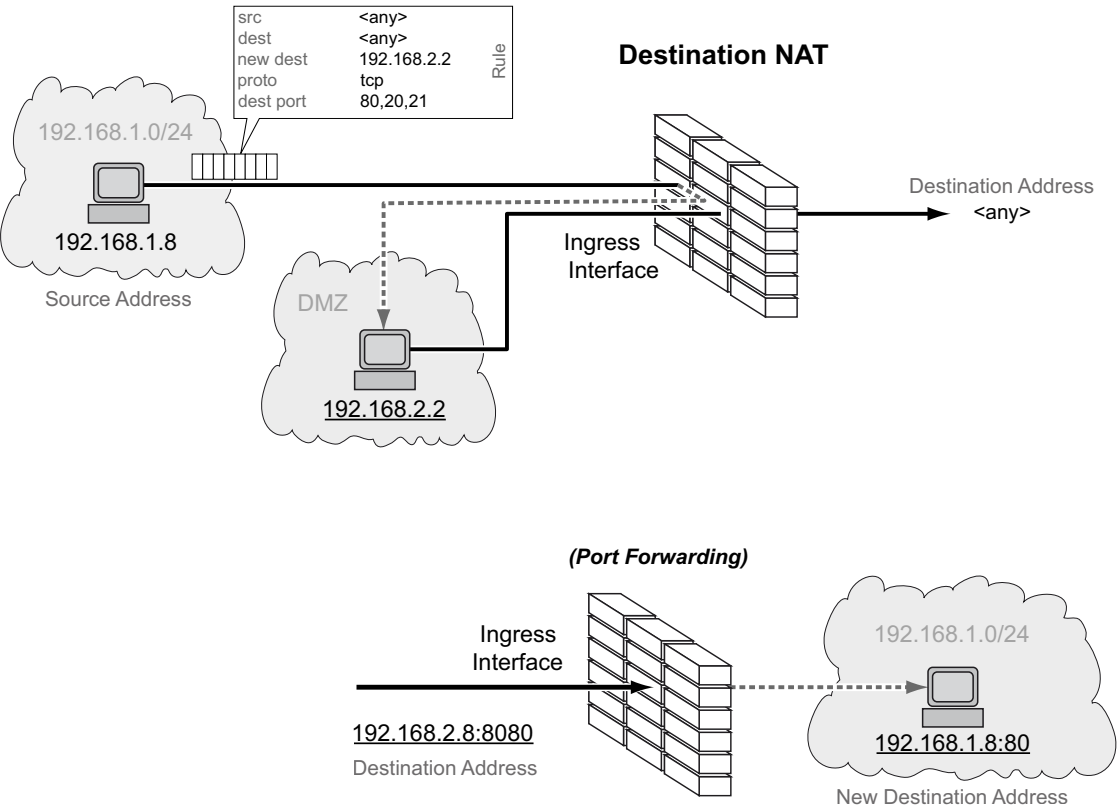 src <any>
dest <any>
new dest 192.168.2.2
proto tcp
dest port 80,20,21
Rule
Destination NAT
192.168.1.0/24
192.168.1.8
Source Address
Ingress
Interface
Destination Address
<any>
DMZ
192.168.2.2
(Port Forwarding)
Ingress
Interface
192.168.2.8:8080
Destination Address
192.168.1.0/24
192.168.1.8:80
New Destination Address